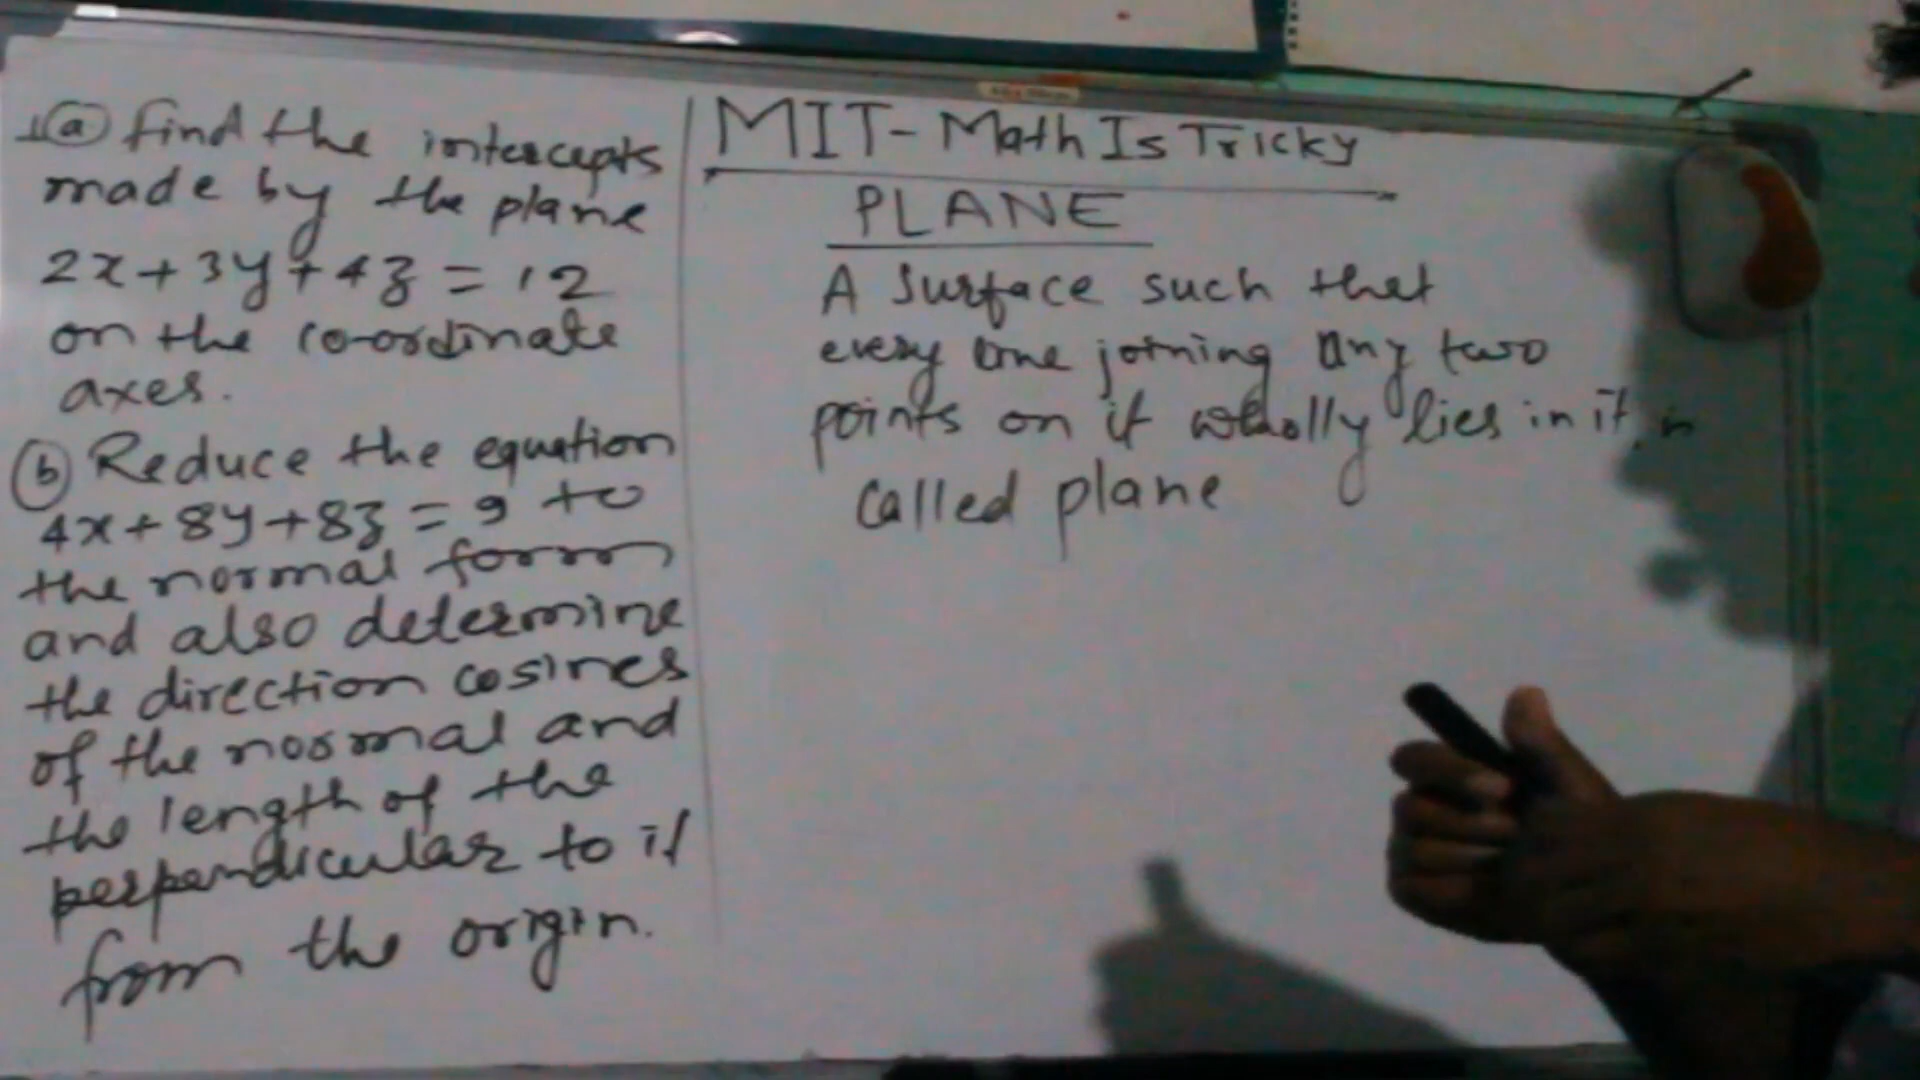 1(a) find the intercepts
made by the plane
2x+3y+4z=12
on the co-ordinate
axes.
(b) Reduce the equation
4x+8y+8z=9 to
the normal form
and also determine
the direction cosines
of the normal and
the length of the
perpendicular to it
from the origin.
MIT- Math Is Tricky
PLANE
A surface such that
every line joining any two
points on it wholly lies in it
called plane